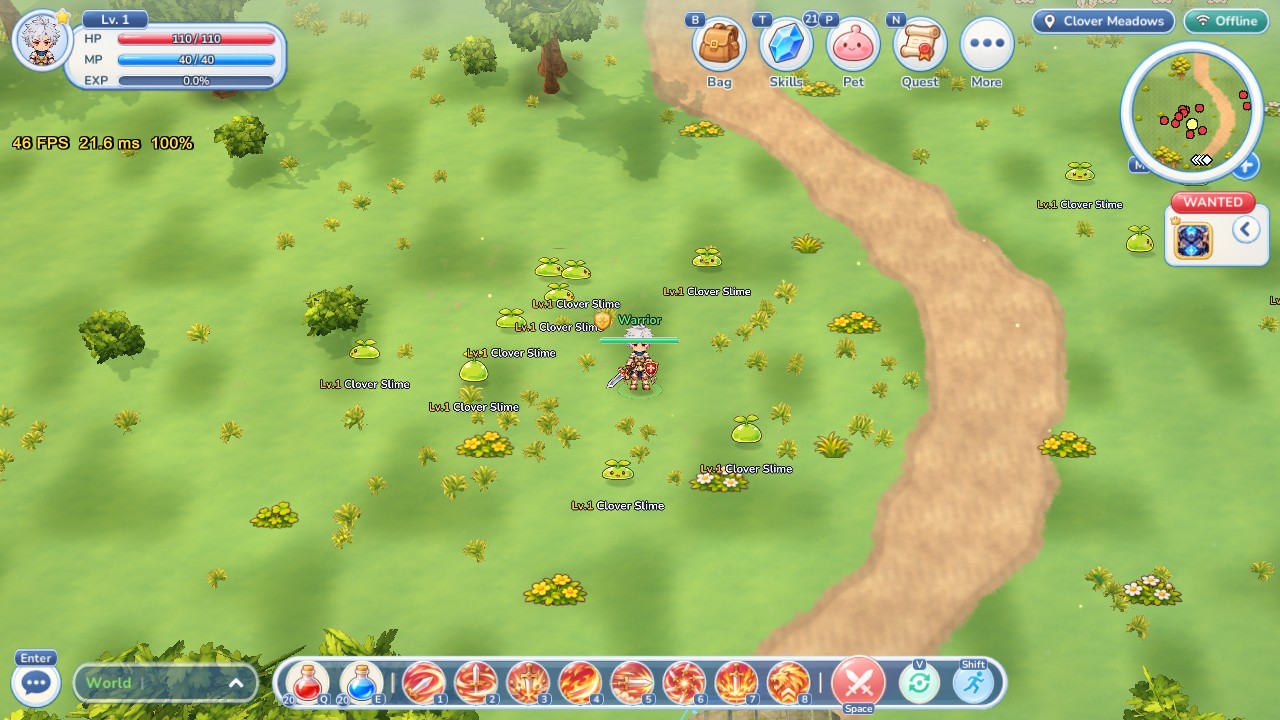 Lv. 1
HP 110 / 110
MP 40 / 40
EXP 0.0%
46 FPS 21.6 ms 100%
B
Bag
T
Skills
21
P
Pet
N
Quest
More
Clover Meadows
Offline
M
WANTED
Lv.1 Clover Slime
Lv.1 Clover Slime
Lv.1 Clover Slime
Lv.1 Clover Slime
Warrior
Lv.1 Clover Slime
Lv.1 Clover Slime
Lv.1 Clover Slime
Lv.1 Clover Slime
Lv.1 Clover Slime
Enter
World
20 Q
20 E
1
2
3
4
5
6
7
8
Space
V
Shift